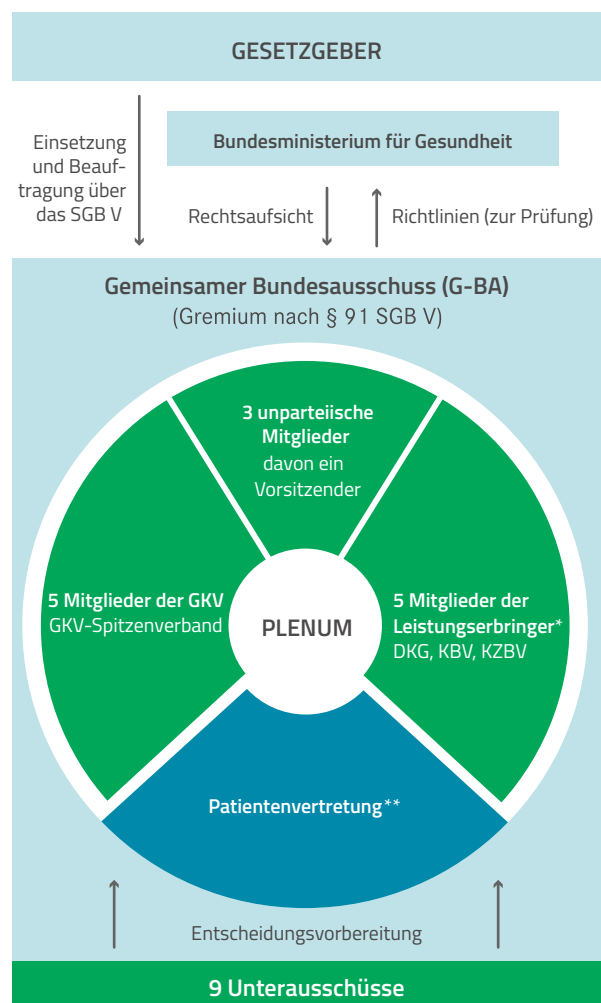 GESETZGEBER
Einsetzung
und Beauf-
tragung über
das SGB V
Bundesministerium für Gesundheit
Rechtsaufsicht
Richtlinien (zur Prüfung)
Gemeinsamer Bundesausschuss (G-BA)
(Gremium nach § 91 SGB V)
3 unparteiische
Mitglieder
davon ein
Vorsitzender
5 Mitglieder der GKV
GKV-Spitzenverband
PLENUM
5 Mitglieder der
Leistungserbringer*
DKG, KBV, KZBV
Patientenvertretung**
Entscheidungsvorbereitung
9 Unterausschüsse